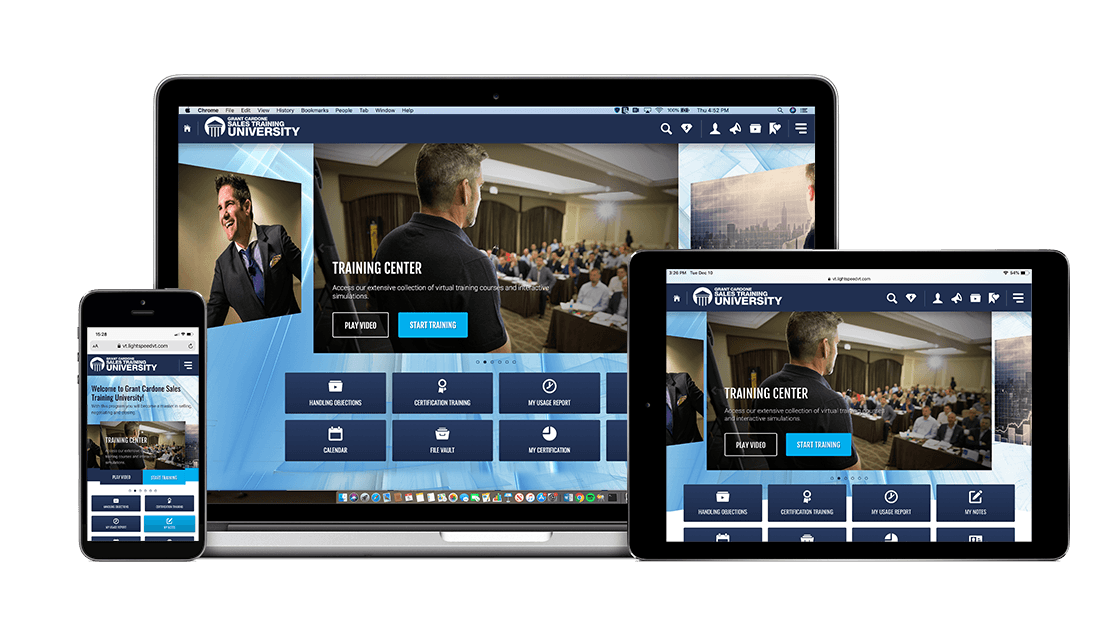 Chrome File Edit View History Bookmarks People Tab Window Help
100%
Thu 4:52 PM
GRANT CARDONE
SALES TRAINING
UNIVERSITY
TRAINING CENTER
Access our extensive collection of virtual training courses and interactive
simulations.
PLAY VIDEO
START TRAINING
HANDLING OBJECTIONS
CERTIFICATION TRAINING
MY USAGE REPORT
CALENDAR
FILE VAULT
MY CERTIFICATION
15:28
AA
vt.lightspeedvt.com
GRANT CARDONE
SALES TRAINING
UNIVERSITY
Welcome to Grant Cardone Sales
Training University!
With this program you will become a master in selling,
negotiating and closing.
TRAINING CENTER
Access our extensive
simulations.
PLAY VIDEO
START TRAINING
HANDLING OBJECTIONS
CERTIFICATION TRAINING
MY USAGE REPORT
MY NOTES
3:26 PM Tue Dec 10
vt.lightspeedvt.com
54%
GRANT CARDONE
SALES TRAINING
UNIVERSITY
TRAINING CENTER
Access our extensive collection of virtual training courses
and interactive simulations.
PLAY VIDEO
START TRAINING
HANDLING OBJECTIONS
CERTIFICATION TRAINING
MY USAGE REPORT
MY NOTES